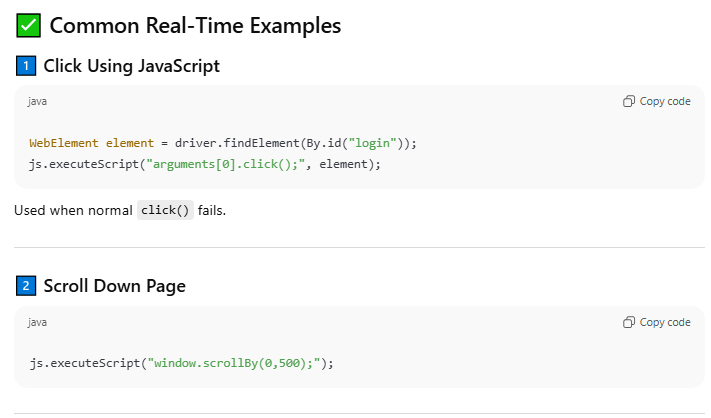 ✅ Common Real-Time Examples
1️⃣ Click Using JavaScript
java Copy code
WebElement element = driver.findElement(By.id("login"));
js.executeScript("arguments[0].click();", element);
Used when normal click() fails.
2️⃣ Scroll Down Page
java Copy code
js.executeScript("window.scrollBy(0,500);");